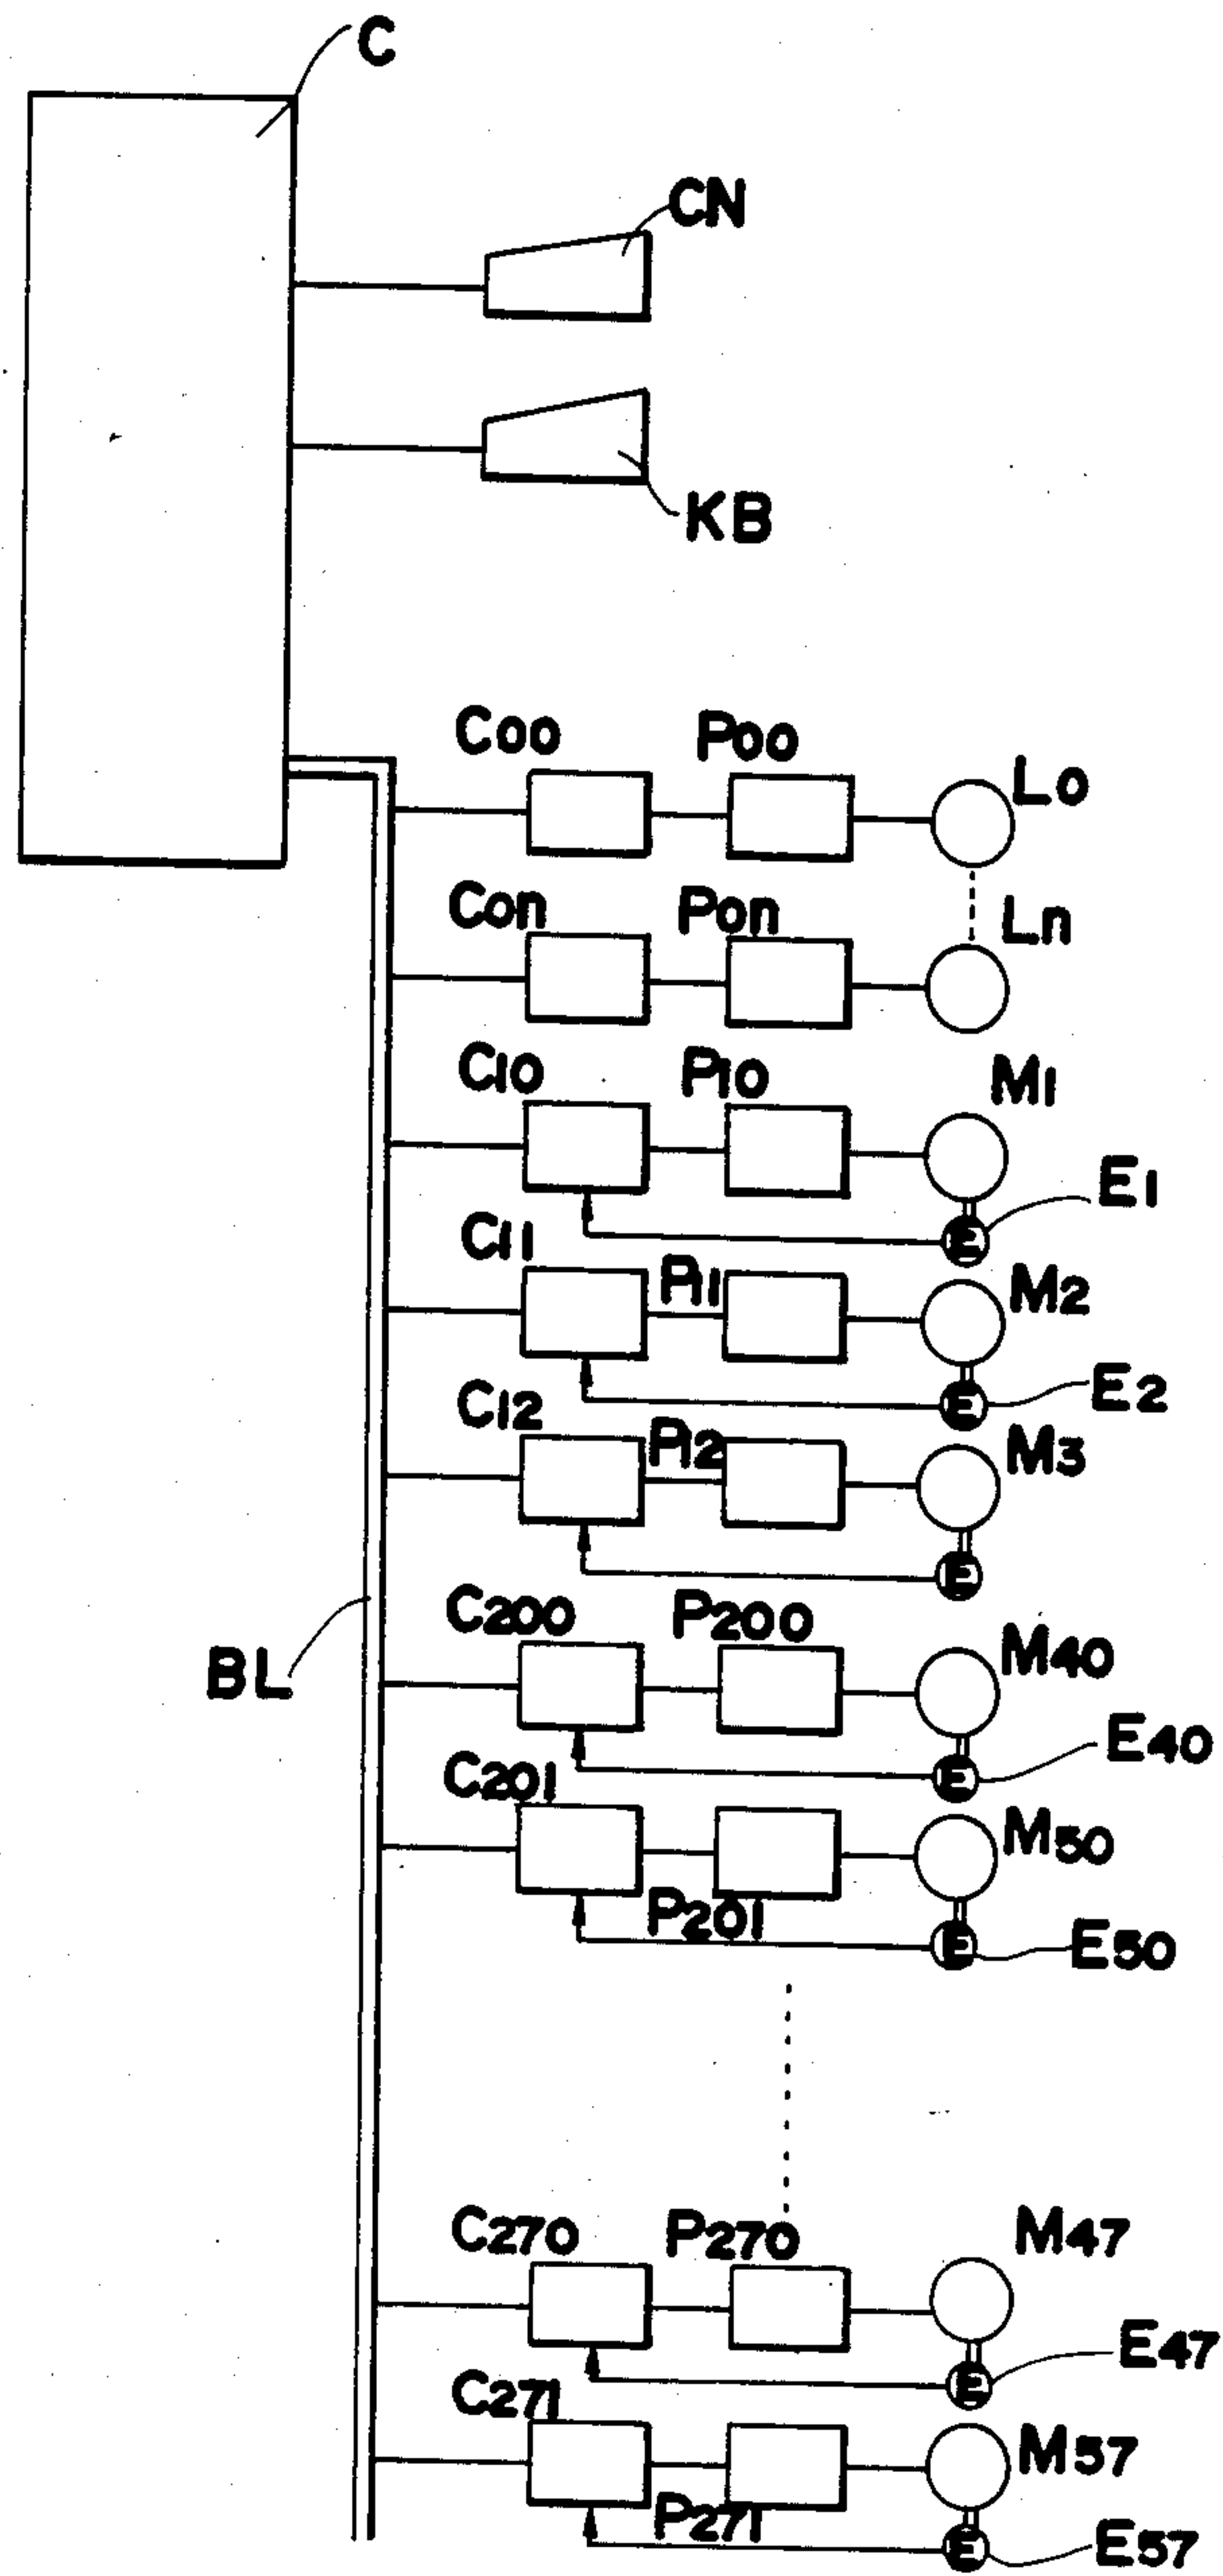 C
CN
KB
C00 P00 L0
C0n P0n Ln
C10 P10 M1
E E1
C11 P11 M2
E E2
C12 P12 M3
E
C200 P200 M40
BL
E E40
C201 M50
P201
E E50
C270 P270 M47
E E47
C271 M57
P271
E E57